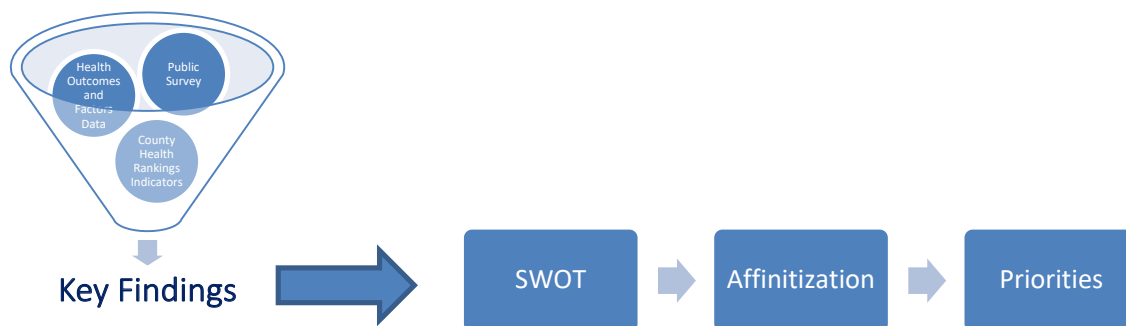 Health
Outcomes
and
Factors
Data
Public
Survey
County
Health
Rankings
Indicators
Key Findings
SWOT
Affinitization
Priorities